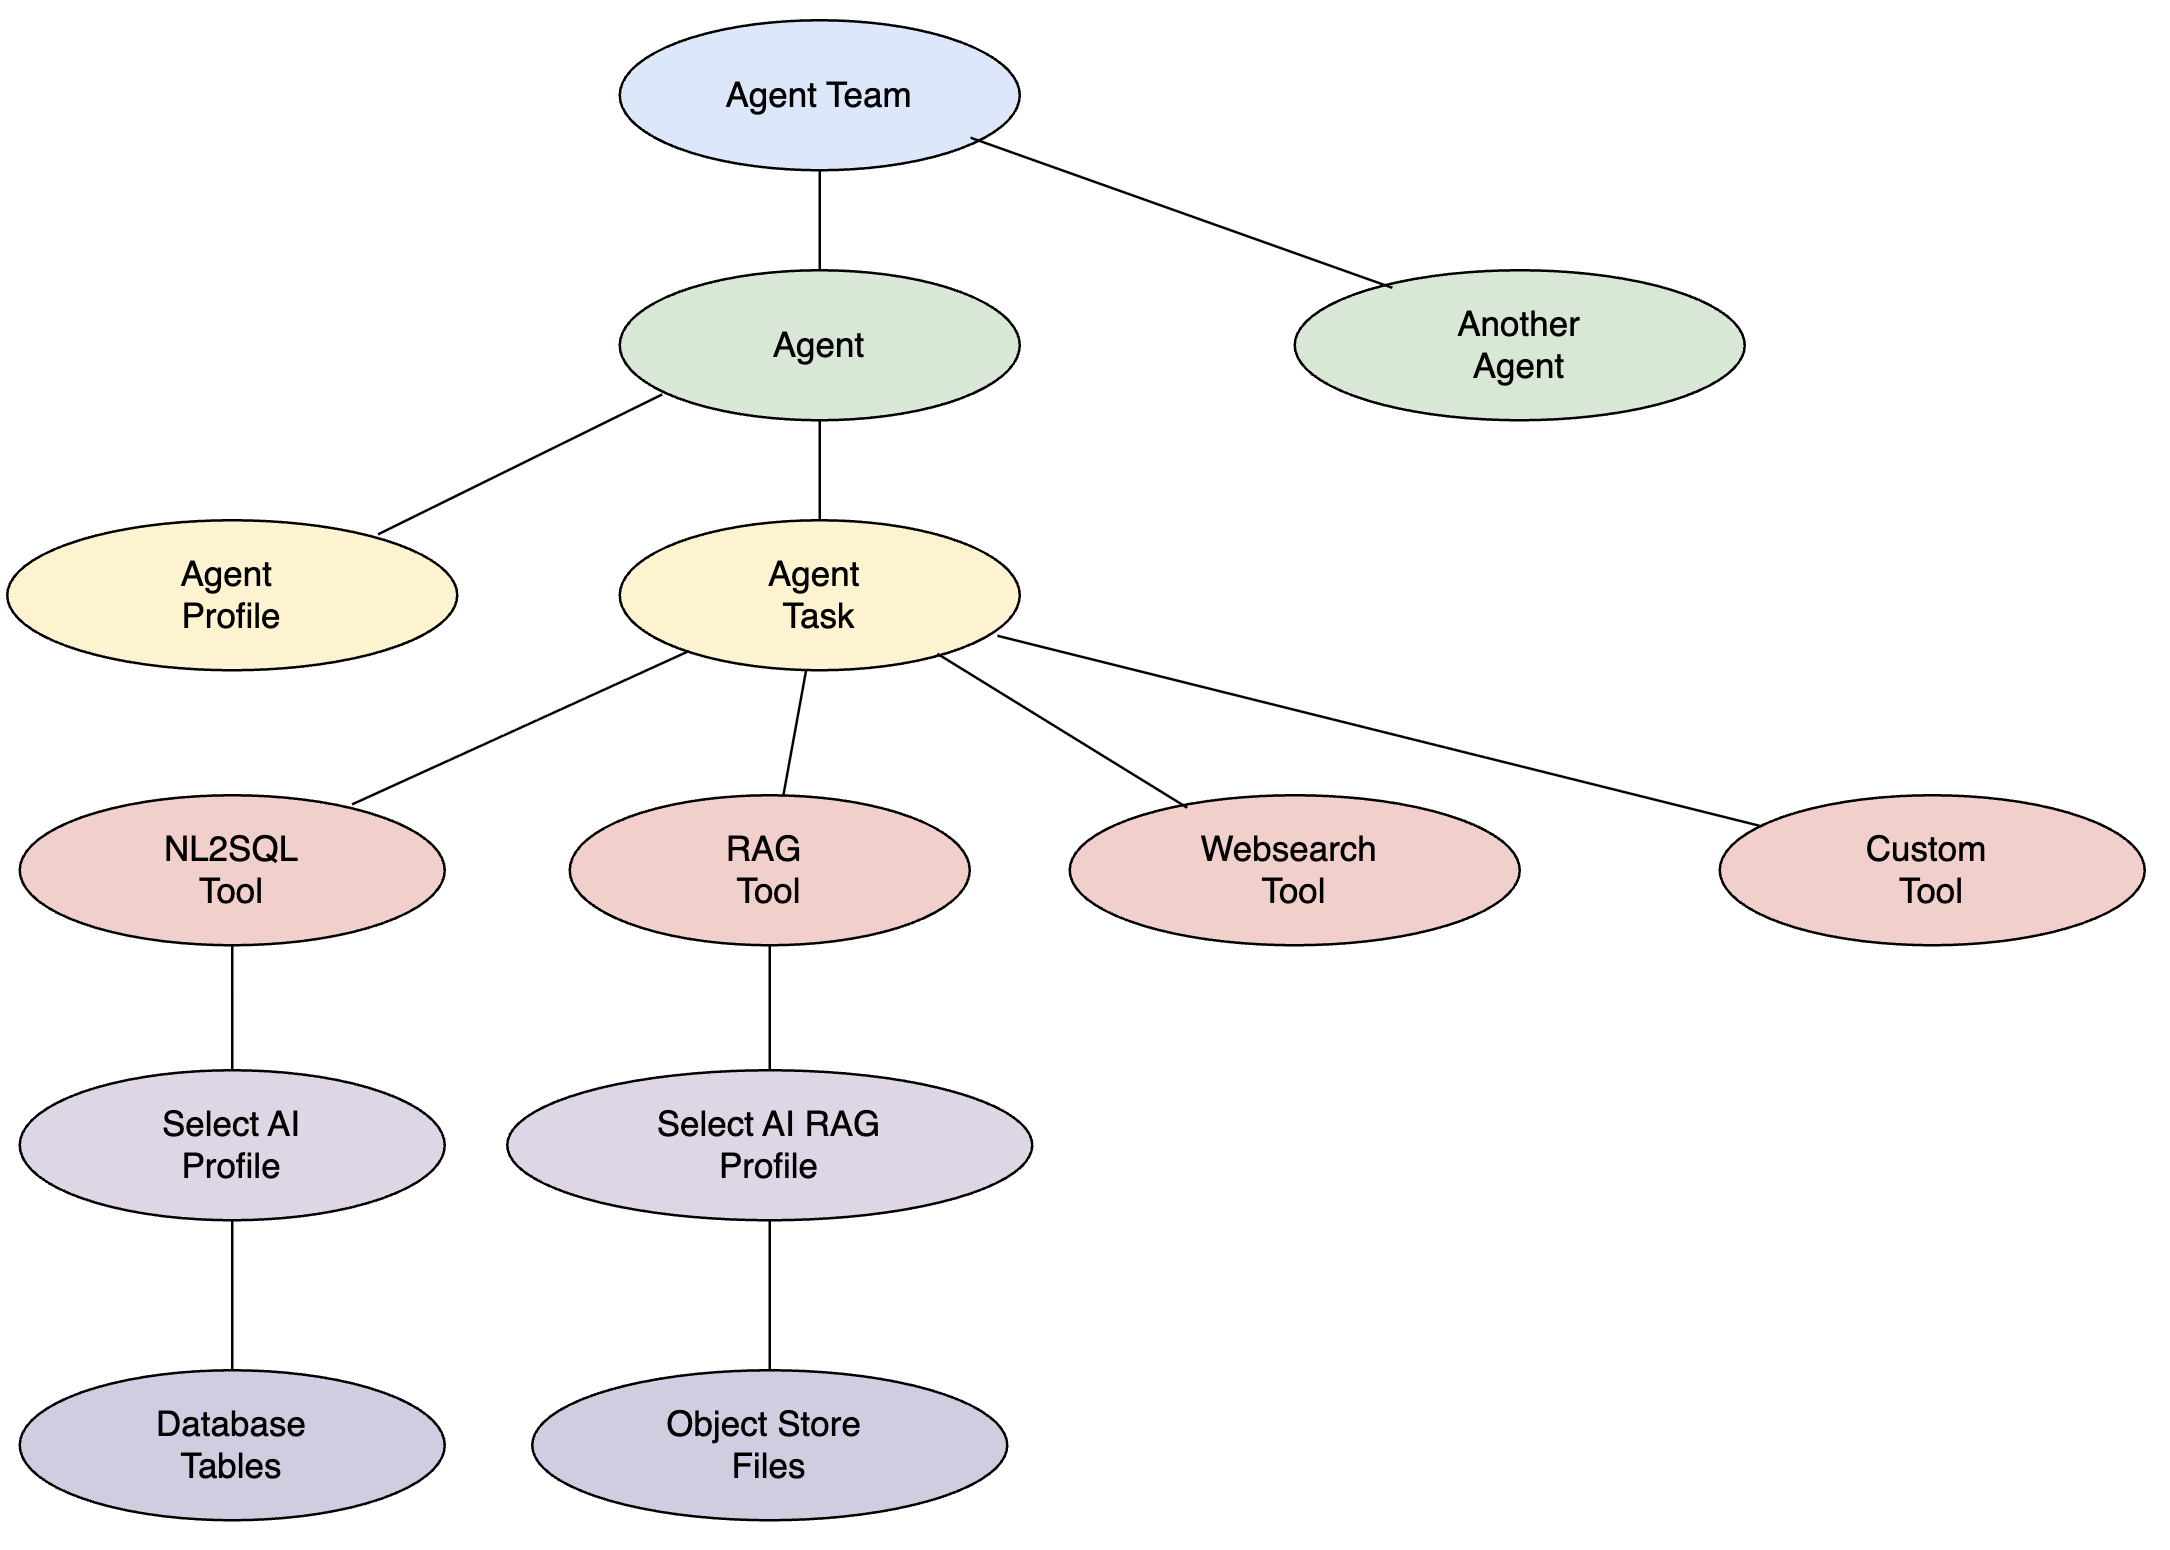 Agent Team
Agent
Another
Agent
Agent
Profile
Agent
Task
NL2SQL
Tool
RAG
Tool
Websearch
Tool
Custom
Tool
Select AI
Profile
Select AI RAG
Profile
Database
Tables
Object Store
Files